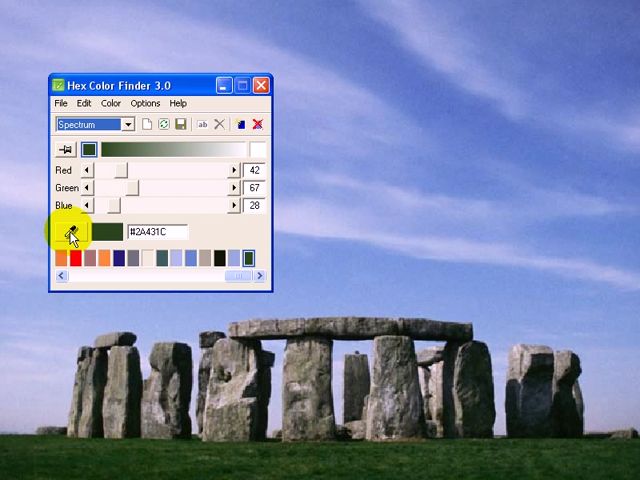 Hex Color Finder 3.0
File Edit Color Options Help
Spectrum ab
Red 42
Green 67
Blue 28
#2A431C